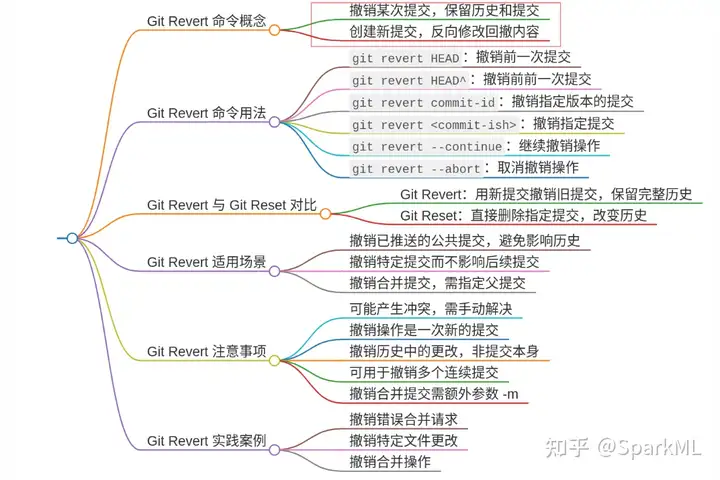 Git Revert 命令概念
撤销某次提交，保留历史和提交
创建新提交，反向修改回撤内容
Git Revert 命令用法
git revert HEAD：撤销前一次提交
git revert HEAD^：撤销前前一次提交
git revert commit-id：撤销指定版本的提交
git revert <commit-ish>：撤销指定提交
git revert --continue：继续撤销操作
git revert --abort：取消撤销操作
Git Revert 与 Git Reset 对比
Git Revert：用新提交撤销旧提交，保留完整历史
Git Reset：直接删除指定提交，改变历史
Git Revert 适用场景
撤销已推送的公共提交，避免影响历史
撤销特定提交而不影响后续提交
撤销合并提交，需指定父提交
Git Revert 注意事项
可能产生冲突，需手动解决
撤销操作是一次新的提交
撤销历史中的更改，非提交本身
可用于撤销多个连续提交
撤销合并提交需额外参数 -m
Git Revert 实践案例
撤销错误合并请求
撤销特定文件更改
撤销合并操作
知乎 @SparkML